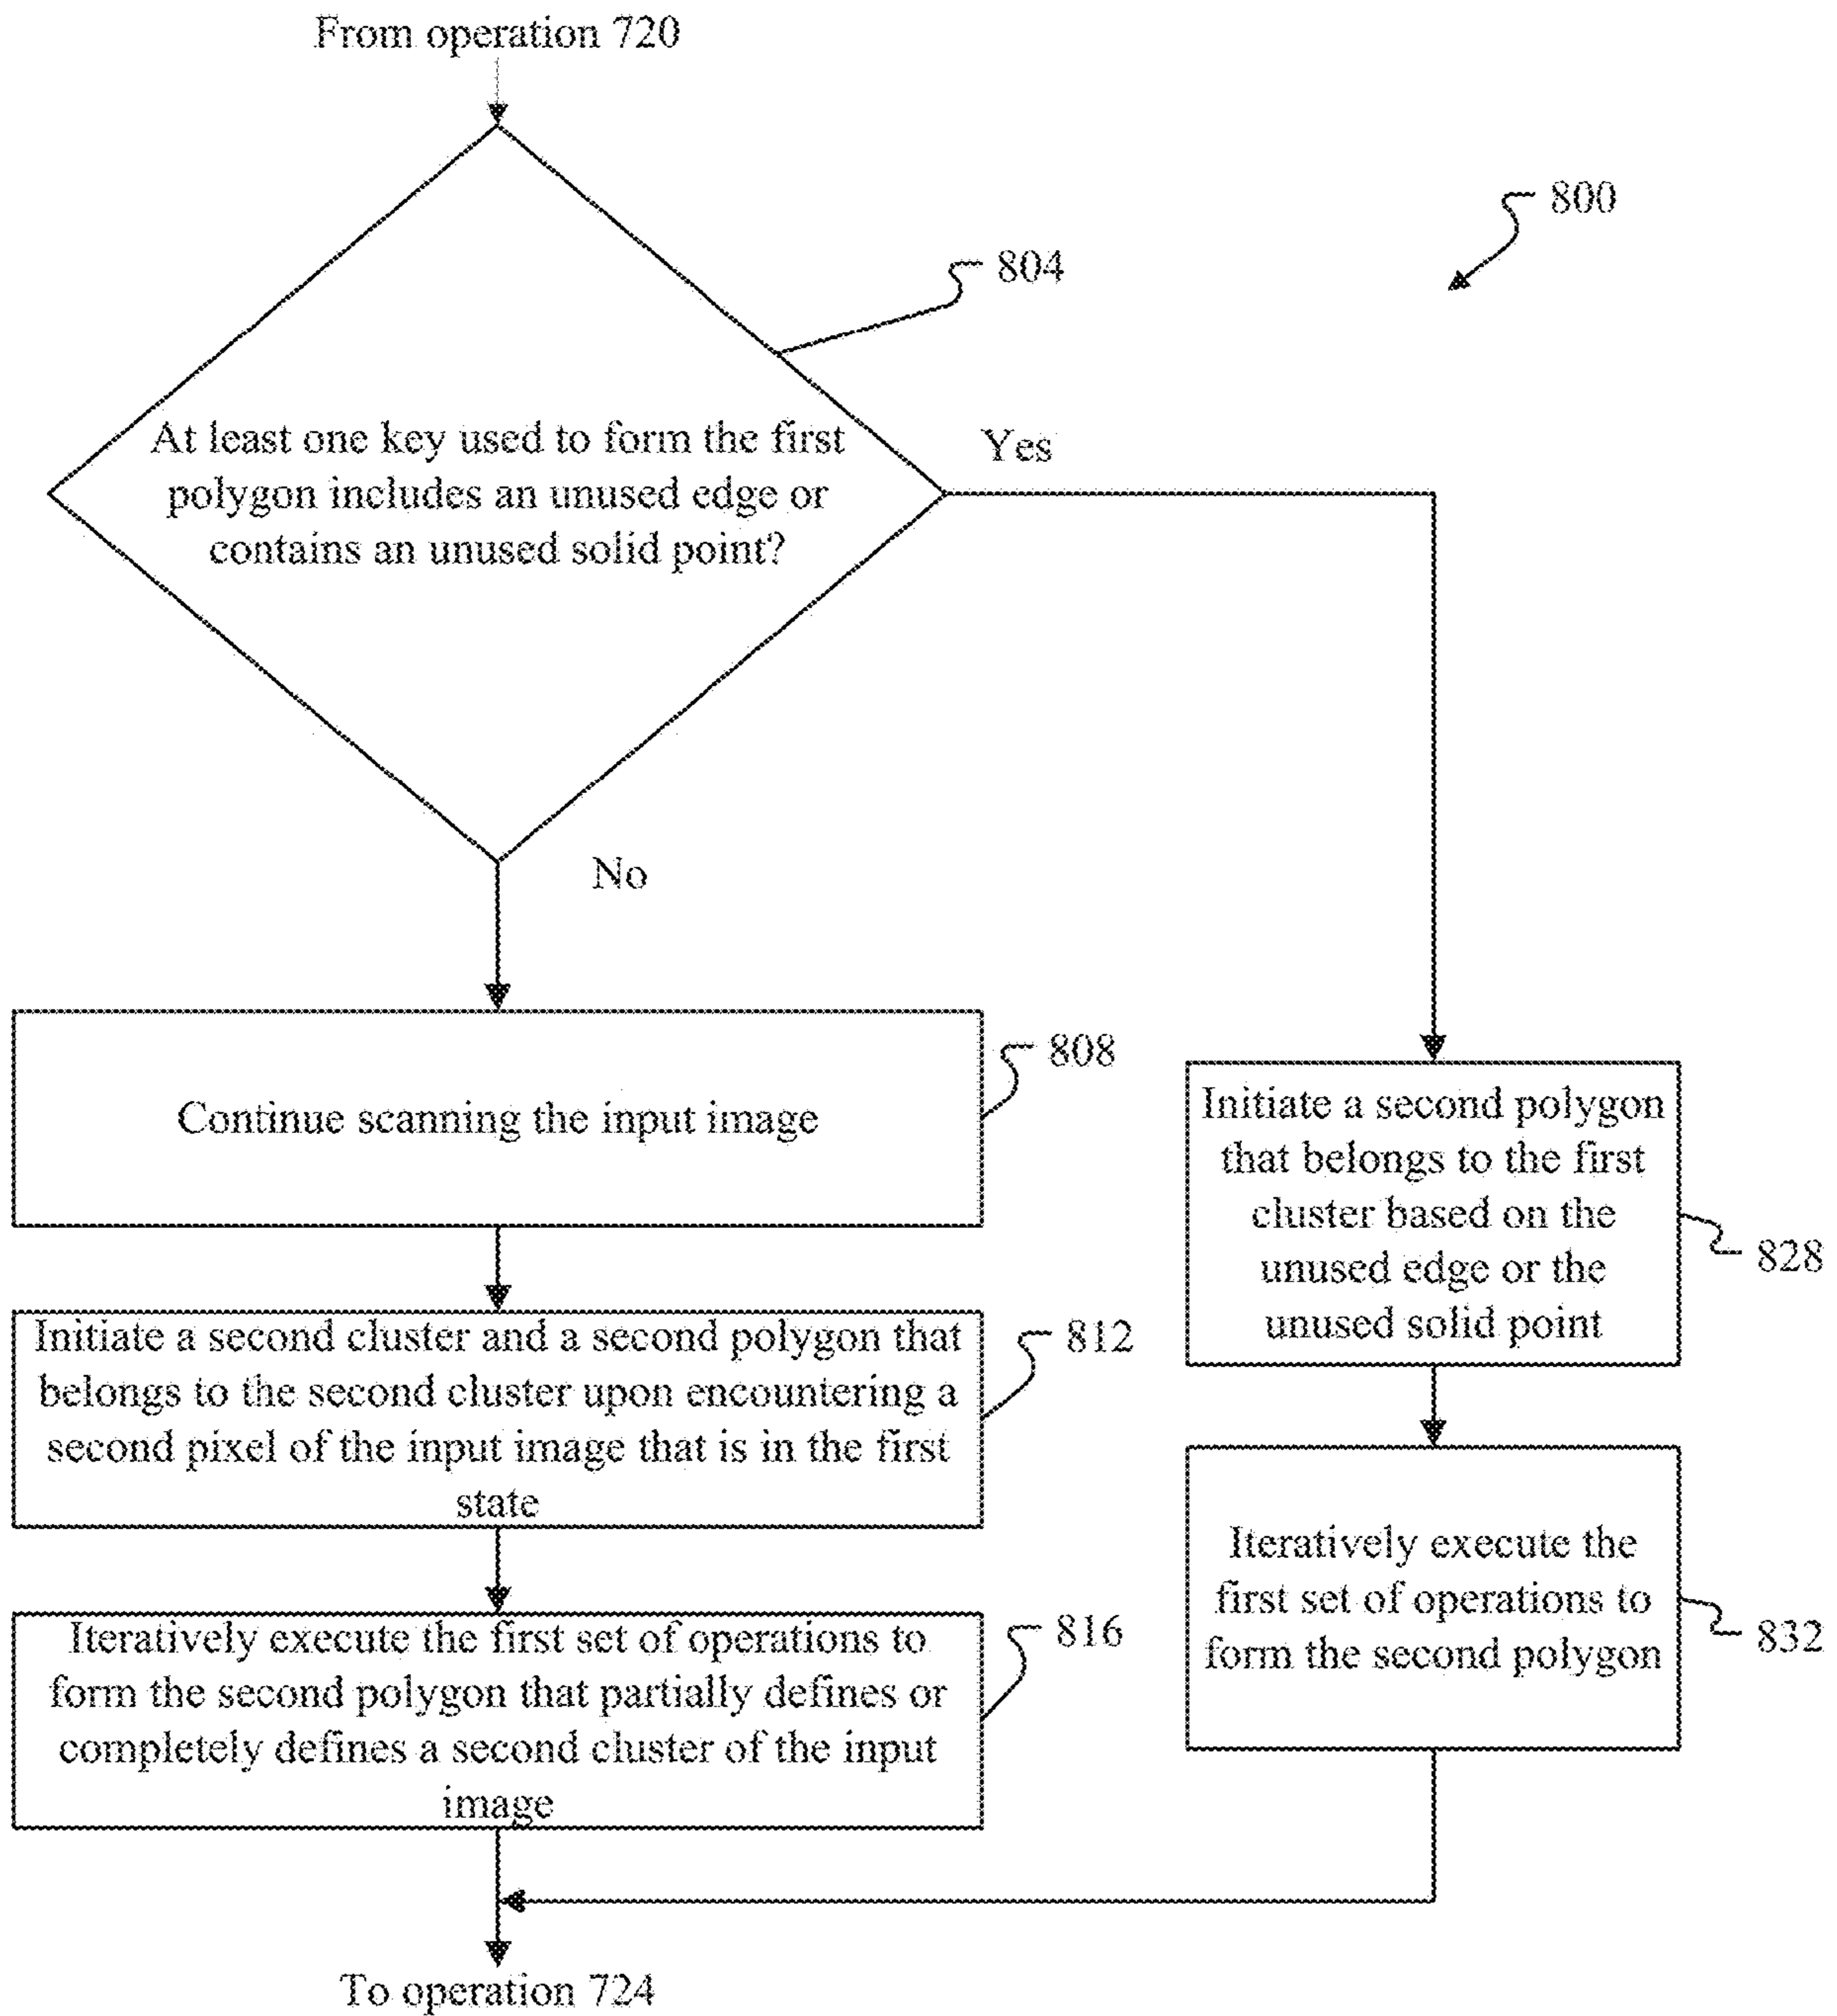 From operation 720
800
804
At least one key used to form the first
polygon includes an unused edge or
contains an unused solid point?
Yes
No
808
Continue scanning the input image
Initiate a second polygon
that belongs to the first
cluster based on the
unused edge or the
unused solid point
828
812
Initiate a second cluster and a second polygon that
belongs to the second cluster upon encountering a
second pixel of the input image that is in the first
state
Iteratively execute the
first set of operations to
form the second polygon
832
816
Iteratively execute the first set of operations to
form the second polygon that partially defines or
completely defines a second cluster of the input
image
To operation 724